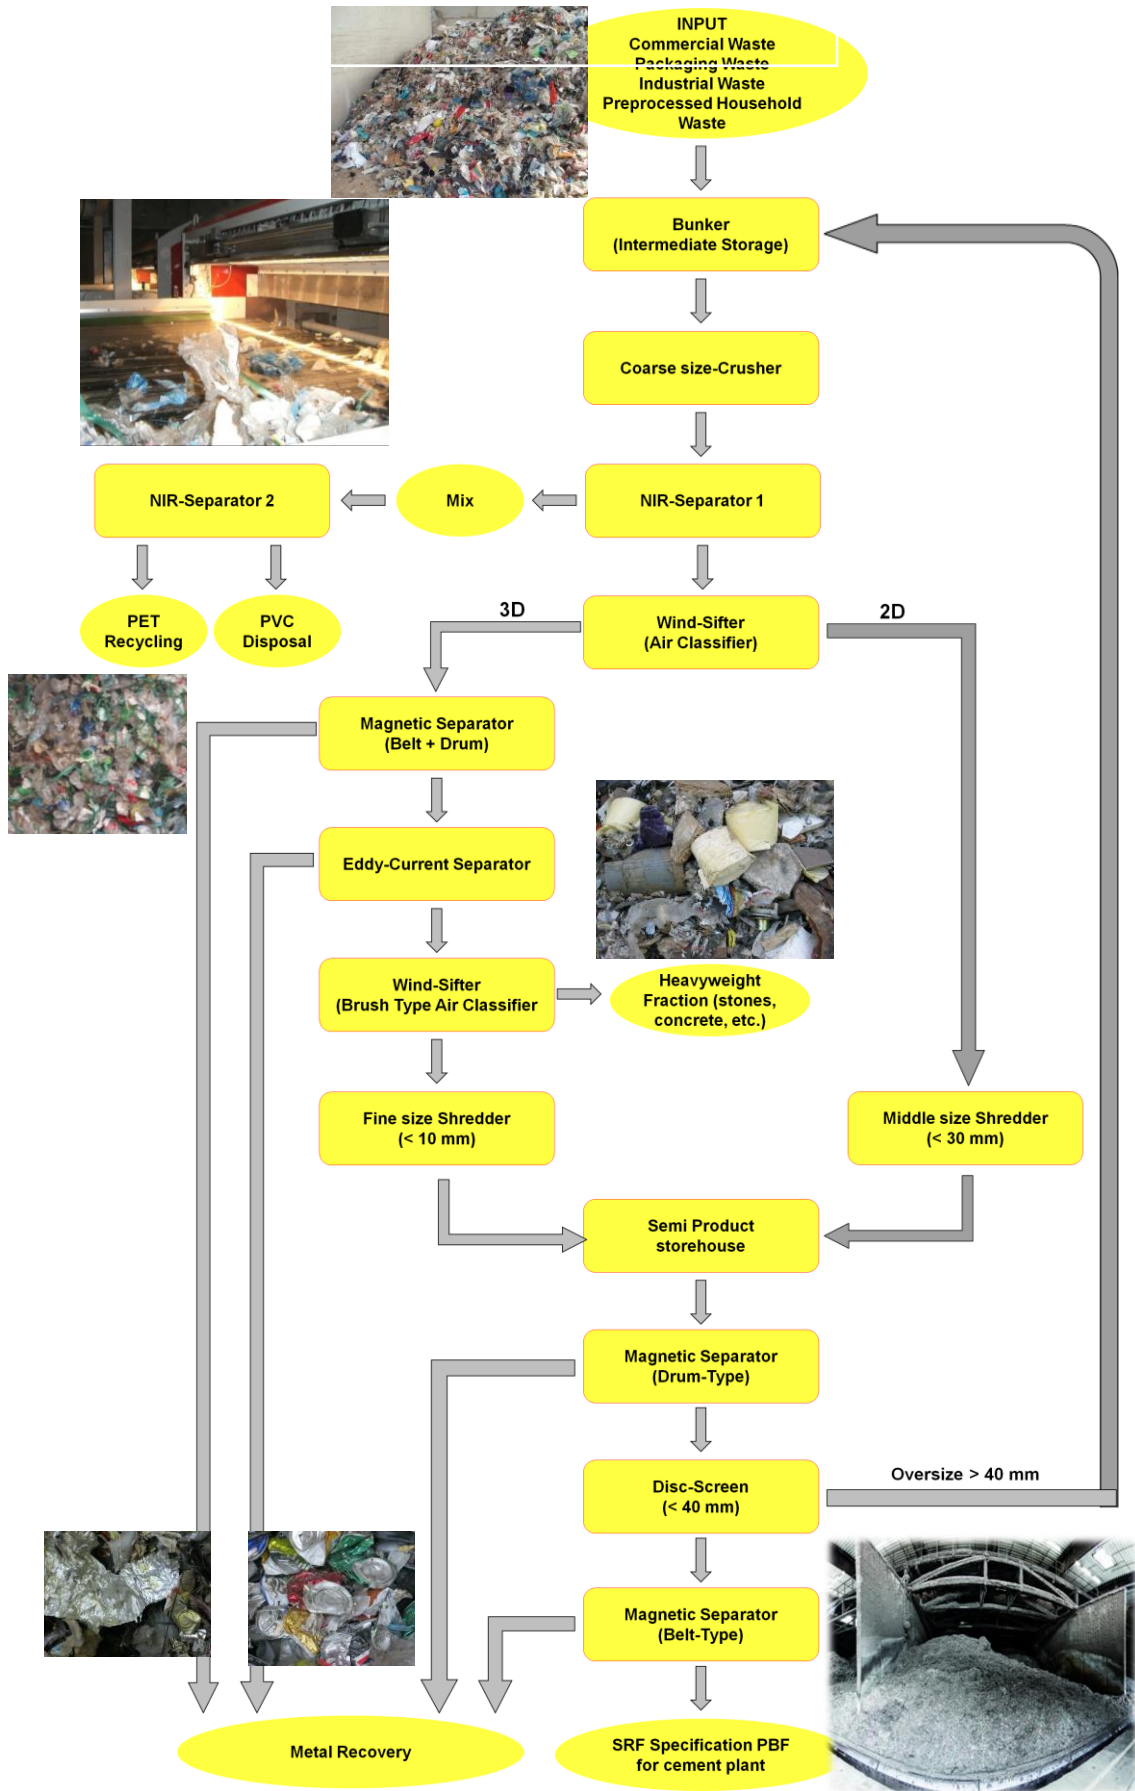 INPUT
Commercial Waste
Packaging Waste
Industrial Waste
Preprocessed Household
Waste
Bunker
(Intermediate Storage)
Coarse size-Crusher
NIR-Separator 2
Mix
NIR-Separator 1
PET
Recycling
PVC
Disposal
3D
Wind-Sifter
(Air Classifier)
2D
Magnetic Separator
(Belt + Drum)
Eddy-Current Separator
Wind-Sifter
(Brush Type Air Classifier
Heavyweight
Fraction (stones,
concrete, etc.)
Fine size Shredder
(< 10 mm)
Middle size Shredder
(< 30 mm)
Semi Product
storehouse
Magnetic Separator
(Drum-Type)
Disc-Screen
(< 40 mm)
Oversize > 40 mm
Magnetic Separator
(Belt-Type)
Metal Recovery
SRF Specification PBF
for cement plant